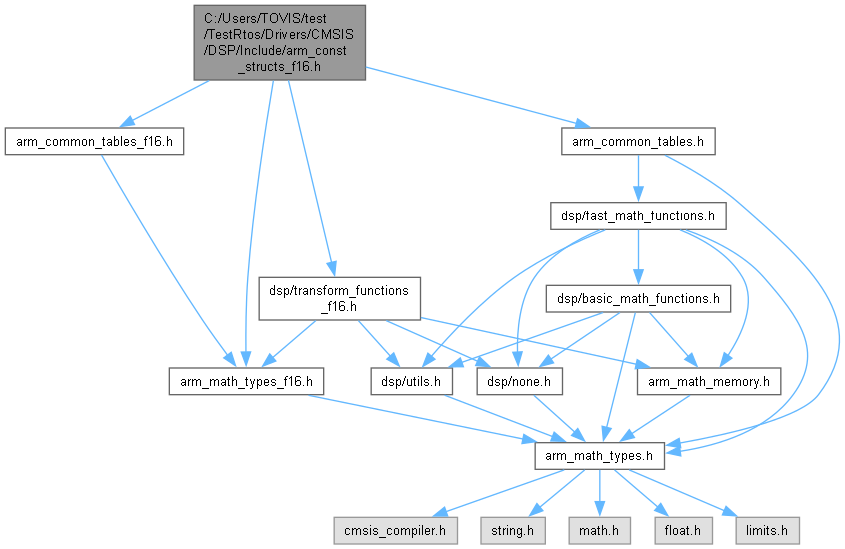 C:/Users/TOVIS/test
/TestRtos/Drivers/CMSIS
/DSP/Include/arm_const
_structs_f16.h
arm_common_tables_f16.h
arm_common_tables.h
dsp/fast_math_functions.h
dsp/transform_functions
_f16.h
dsp/basic_math_functions.h
arm_math_types_f16.h
dsp/utils.h
dsp/none.h
arm_math_memory.h
arm_math_types.h
cmsis_compiler.h
string.h
math.h
float.h
limits.h